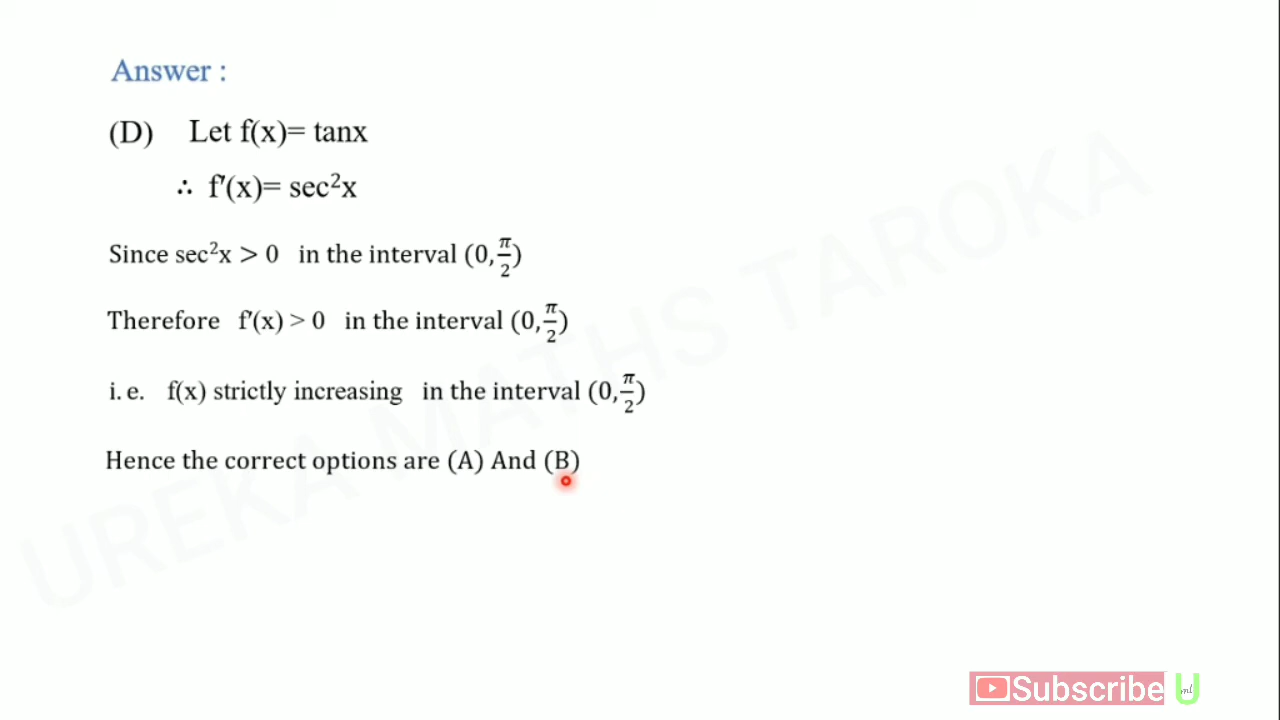 Answer :
(D) Let f(x)= tanx
∴ f'(x)= sec²x
Since sec²x > 0 in the interval (0, π/2)
Therefore f'(x) > 0 in the interval (0, π/2)
i. e. f(x) strictly increasing in the interval (0, π/2)
Hence the correct options are (A) And (B)
UREKA MATHS TAROKA
Subscribe U